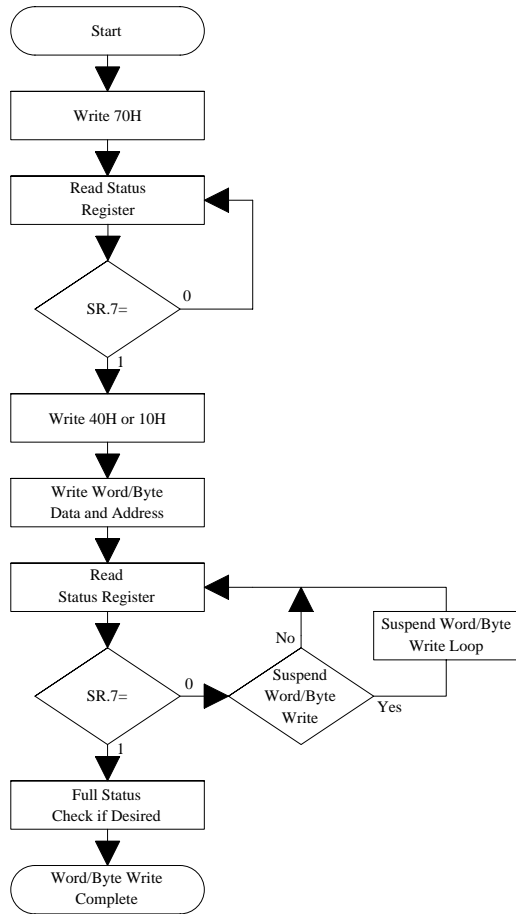 Start
Write 70H
Read Status
Register
SR.7=
0
1
Write 40H or 10H
Write Word/Byte
Data and Address
Read
Status Register
SR.7=
0
1
Suspend
Word/Byte
Write
No
Yes
Suspend Word/Byte
Write Loop
Full Status
Check if Desired
Word/Byte Write
Complete